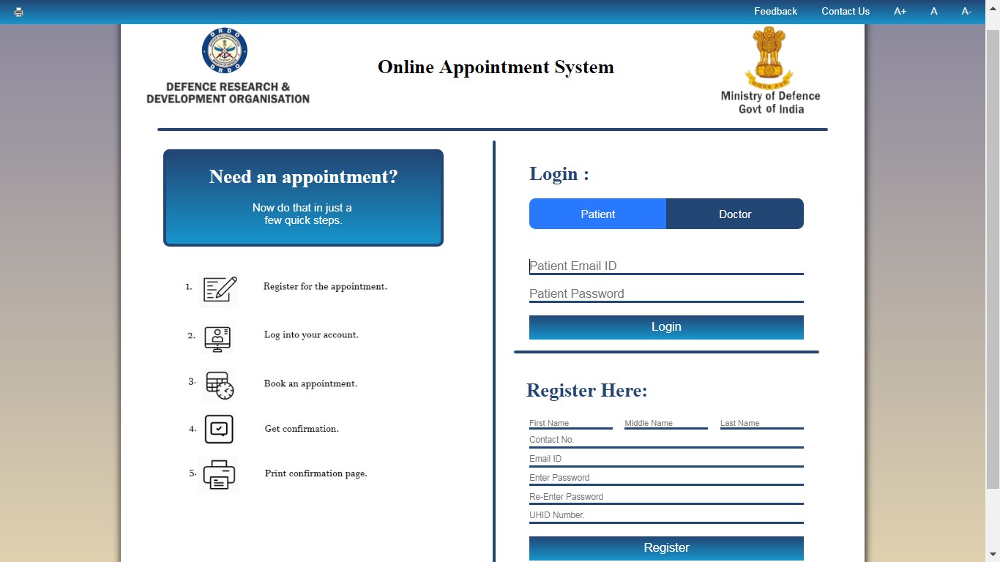 Feedback
Contact Us
A+
A
A-
DRDO
DRDO
DEFENCE RESEARCH &
DEVELOPMENT ORGANISATION
Online Appointment System
Ministry of Defence
Govt of India
Need an appointment?
Now do that in just a
few quick steps.
1. Register for the appointment.
2. Log into your account.
3. Book an appointment.
4. Get confirmation.
5. Print confirmation page.
Login :
Patient
Doctor
Patient Email ID
Patient Password
Login
Register Here:
First Name
Middle Name
Last Name
Contact No.
Email ID
Enter Password
Re-Enter Password
UHID Number.
Register